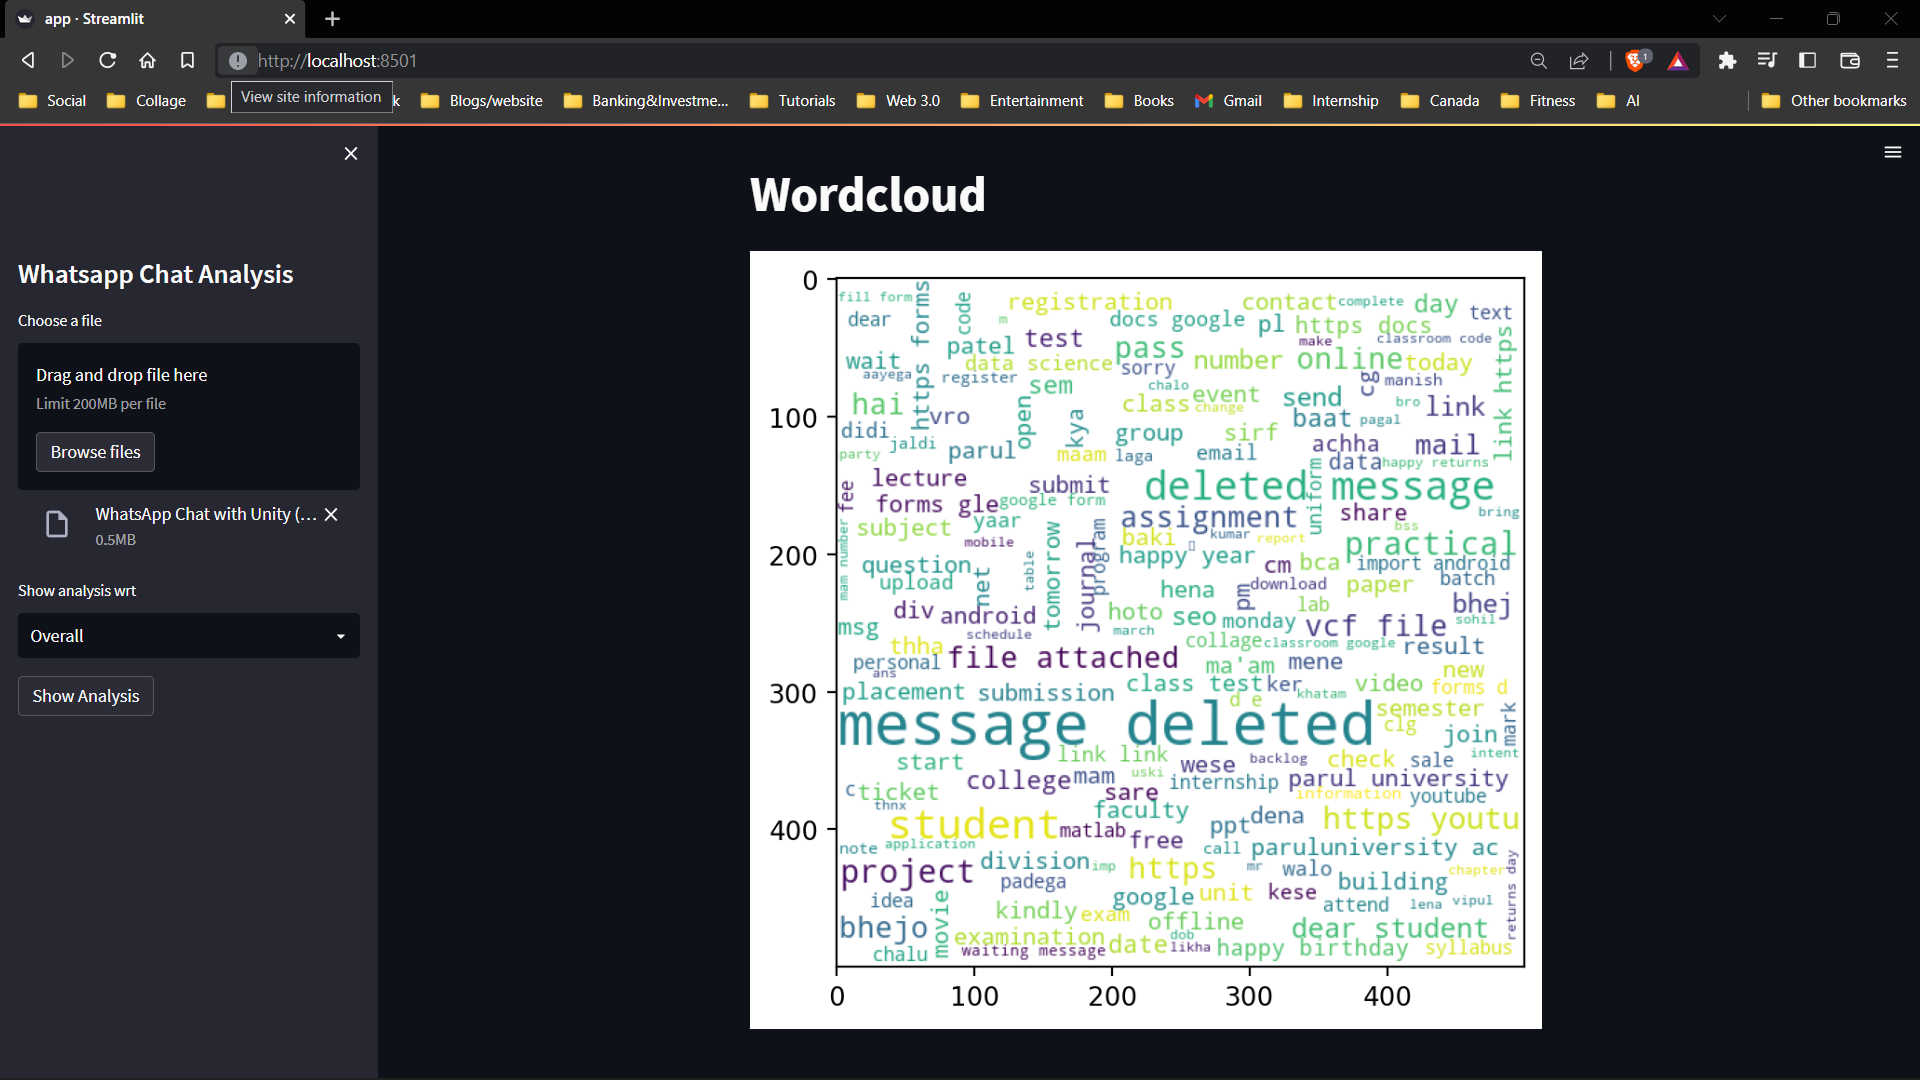 app · Streamlit
http://localhost:8501
1
Social
Collage
k
Blogs/website
Banking&Investme...
Tutorials
Web 3.0
Entertainment
Books
Gmail
Internship
Canada
Fitness
AI
Other bookmarks
View site information
Whatsapp Chat Analysis
Choose a file
Drag and drop file here
Limit 200MB per file
Browse files
WhatsApp Chat with Unity (...
0.5MB
Show analysis wrt
Overall
Show Analysis
Wordcloud
0
100
200
300
400
0
100
200
300
400
fill form
https forms
code
registration
contact
complete
day
text
dear
m
docs google
pl
https docs
classroom code
link https
patel
test
pass
make
wait
data science
sorry
number
online
today
aayega
register
sem
chalo
event
cg
manish
hai
vro
open
kya
class
change
send
bro
link
didi
jaldi
group
sirf
baat
pagal
party
parul
maam
laga
email
achha
mail
data
happy returns
lecture
submit
deleted message
fee
forms gle
google form
uniform
subject
yaar
assignment
share
bring
bss
mam number
mobile
tomorrow
journal
program
baki
kumar
report
practical
question
net
table
happy year
cm
bca
import android
upload
hena
pm
download
paper
batch
div
android
hoto
seo
monday
lab
vcf file
bhej
msg
schedule
march
collage
classroom google
sohil
thha
file attached
result
personal
ans
ma'am
mene
new
placement
submission
class test
ker
khatam
video
forms d
d e
message deleted
semester
clg
mark
join
start
link link
wese
backlog
check
sale
intent
college
mam
uski
internship
parul university
c
ticket
sare
information
youtube
thnx
faculty
student
matlab
free
ppt
dena
https youtu
note
application
call
paruluniversity ac
project
division
imp
https
mr
walo
chapter
padega
building
returns day
idea
movie
google
unit
kese
attend
lena
vipul
kindly
exam
offline
bhejo
examination
dob
dear student
chalu
waiting message
date
likha
happy birthday
syllabus